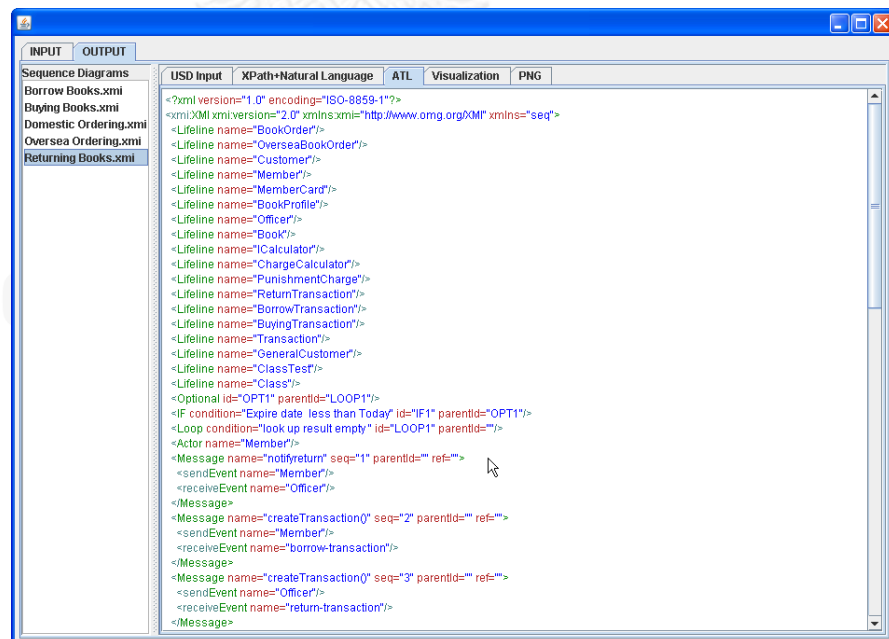 INPUT OUTPUT
Sequence Diagrams
Borrow Books.xmi
Buying Books.xmi
Domestic Ordering.xmi
Oversea Ordering.xmi
Returning Books.xmi
USD Input XPath+Natural Language ATL Visualization PNG
<?xml version="1.0" encoding="ISO-8859-1"?>
<xmi:XMI xmi:version="2.0" xmlns:xmi="http://www.omg.org/XMI" xmlns="seq">
<Lifeline name="BookOrder"/>
<Lifeline name="OverseaBookOrder"/>
<Lifeline name="Customer"/>
<Lifeline name="Member"/>
<Lifeline name="MemberCard"/>
<Lifeline name="BookProfile"/>
<Lifeline name="Officer"/>
<Lifeline name="Book"/>
<Lifeline name="ICalculator"/>
<Lifeline name="ChargeCalculator"/>
<Lifeline name="PunishmentCharge"/>
<Lifeline name="ReturnTransaction"/>
<Lifeline name="BorrowTransaction"/>
<Lifeline name="BuyingTransaction"/>
<Lifeline name="Transaction"/>
<Lifeline name="GeneralCustomer"/>
<Lifeline name="ClassTest"/>
<Lifeline name="Class"/>
<Optional id="OPT1" parentId="LOOP1"/>
<IF condition="Expire date  less than Today" id="IF1" parentId="OPT1"/>
<Loop condition="look up result empty" id="LOOP1" parentId=""/>
<Actor name="Member"/>
<Message name="notifyreturn" seq="1" parentId="" ref="">
<sendEvent name="Member"/>
<receiveEvent name="Officer"/>
</Message>
<Message name="createTransaction()" seq="2" parentId="" ref="">
<sendEvent name="Member"/>
<receiveEvent name="borrow-transaction"/>
</Message>
<Message name="createTransaction()" seq="3" parentId="" ref="">
<sendEvent name="Officer"/>
<receiveEvent name="return-transaction"/>
</Message>